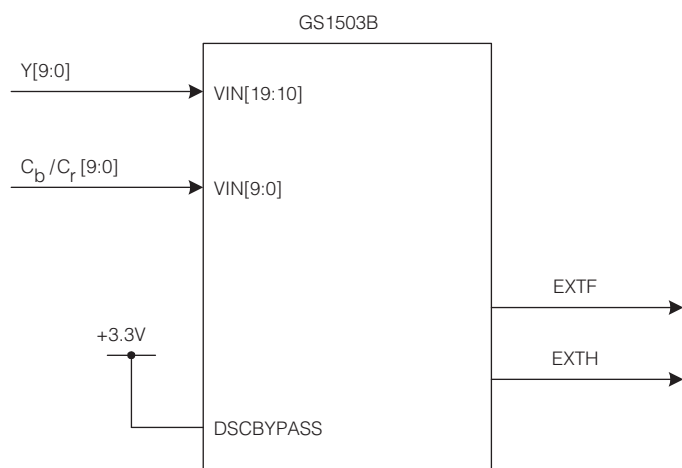 GS1503B
Y[9:0]
VIN[19:10]
Cb/Cr [9:0]
VIN[9:0]
EXTF
+3.3V
EXTH
DSCBYPASS